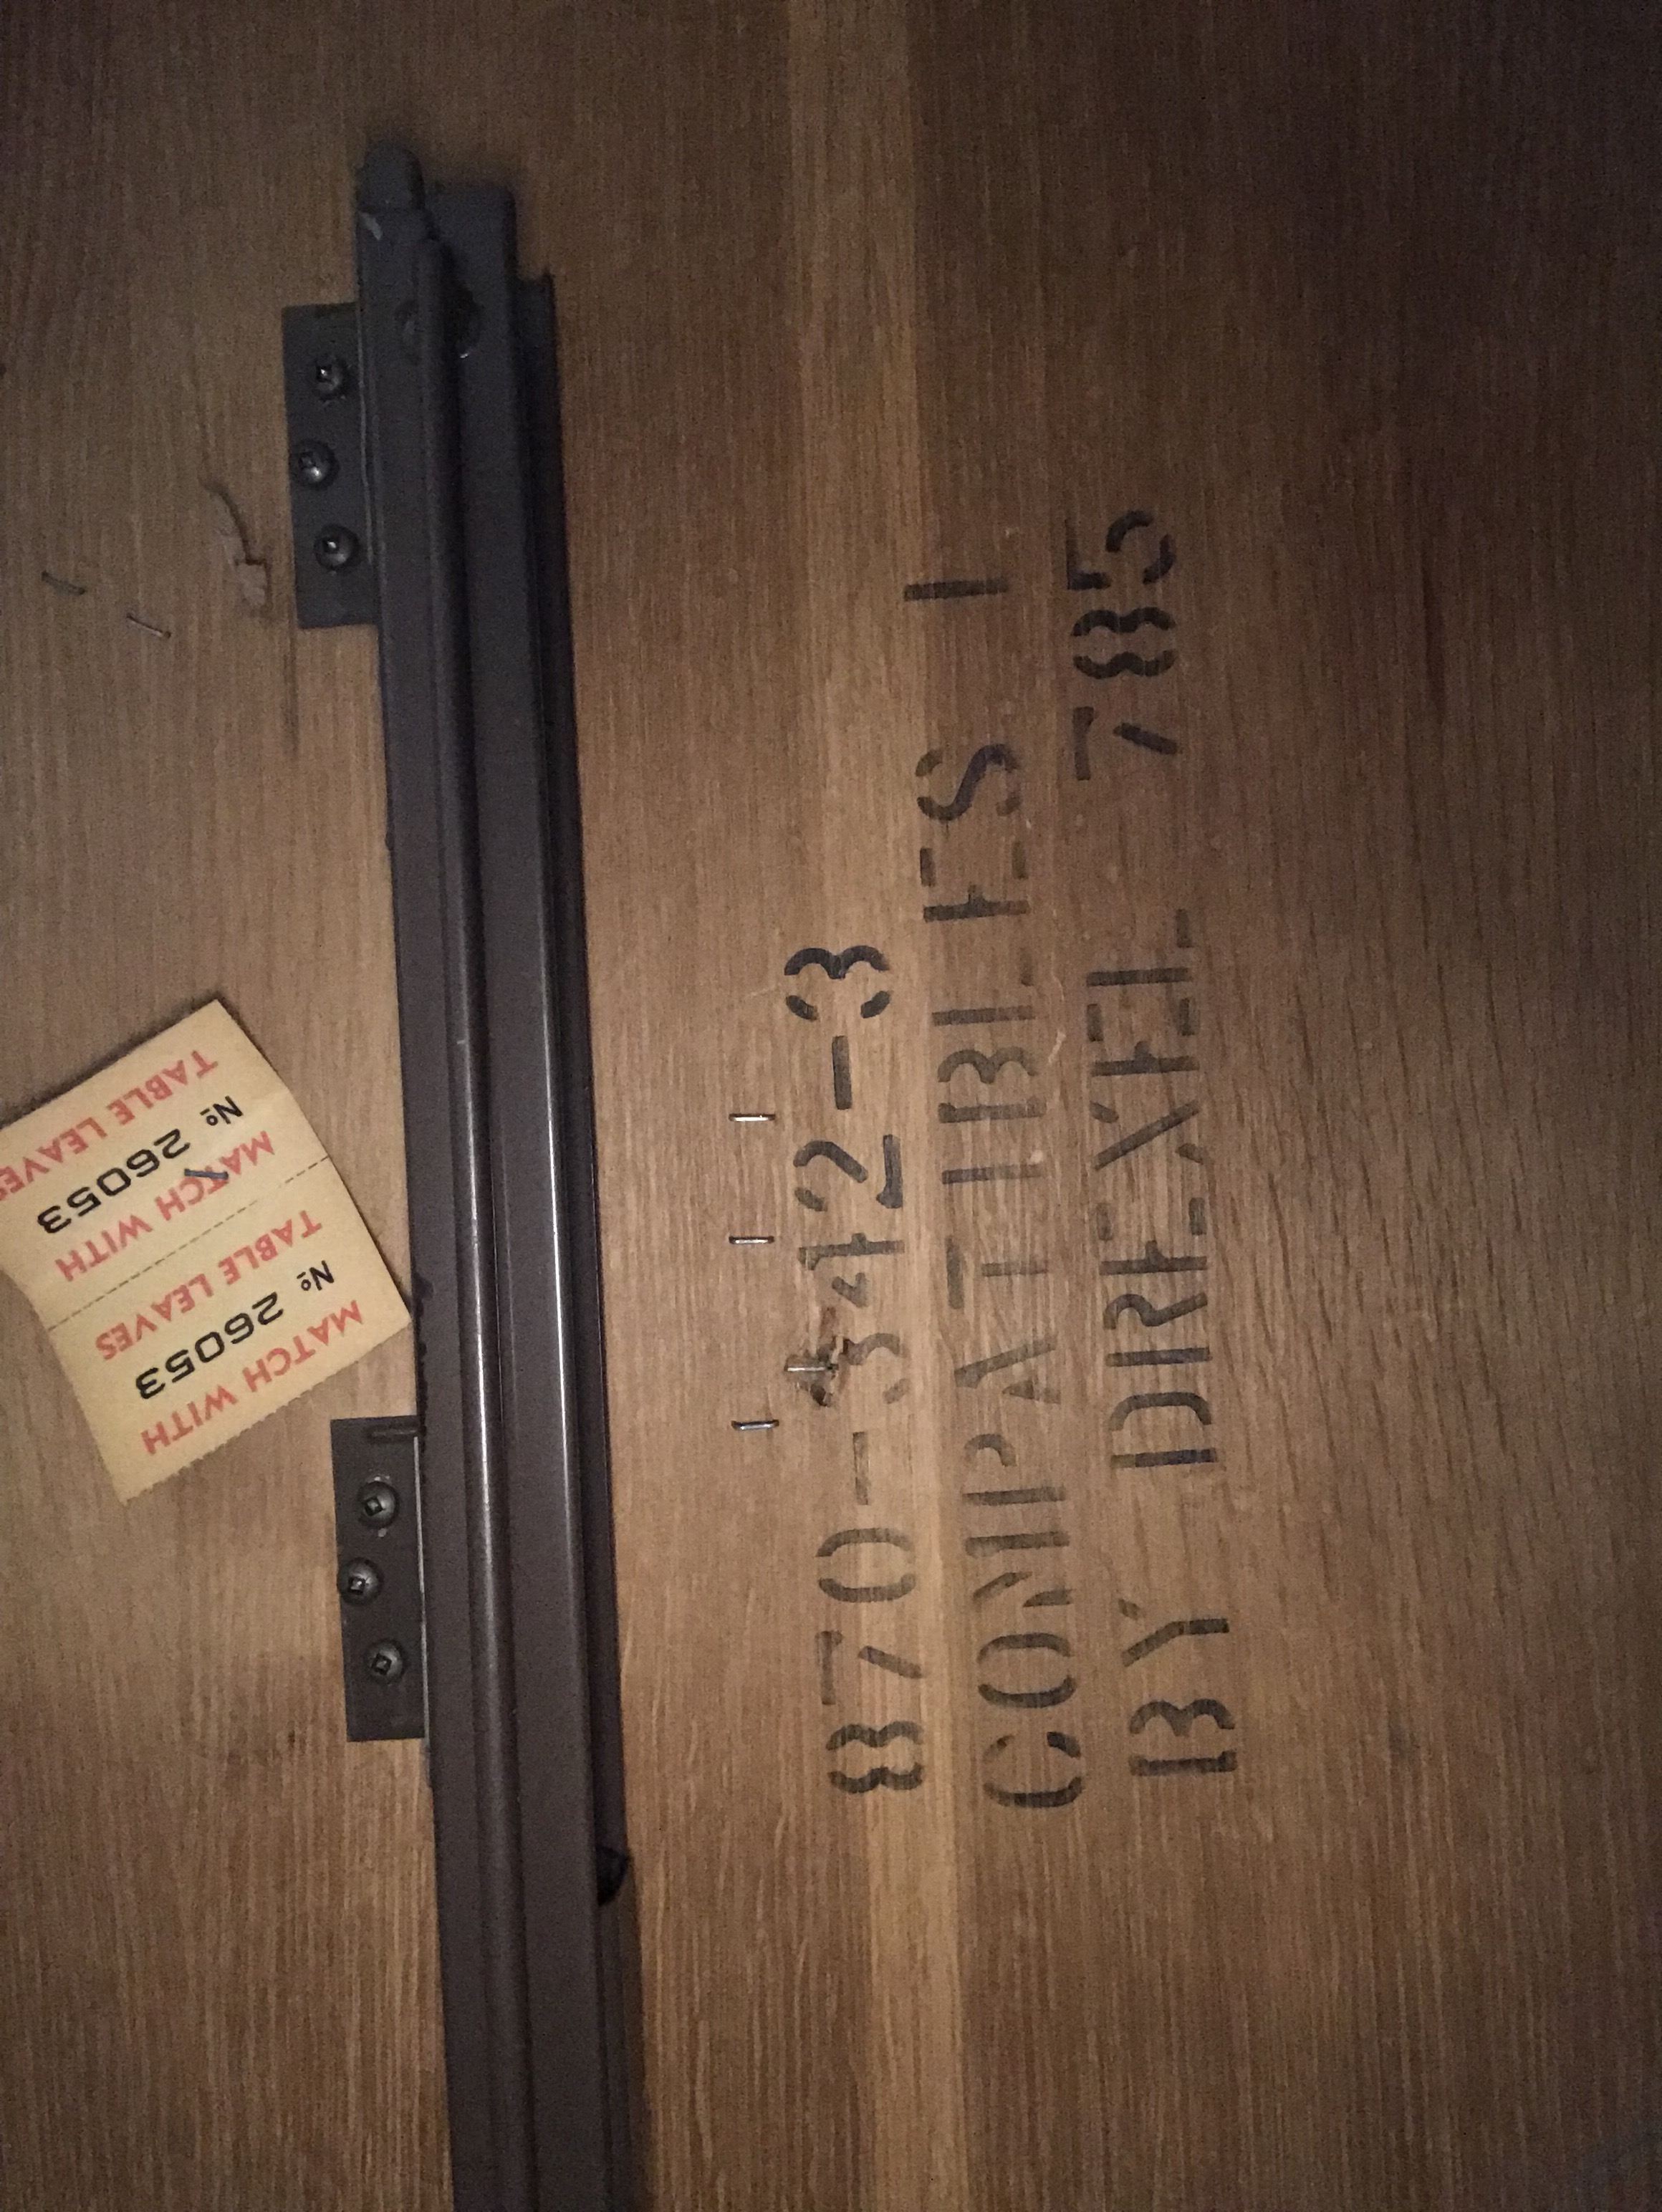 870-342-3
COMPATIBLES 1
BY DREXEL 785
MATCH WITH
№ 26053
TABLE LEAVES
MATCH WITH
№ 26053
TABLE LEAVES